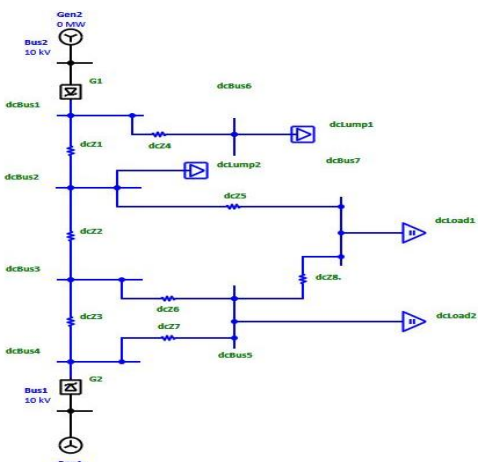 Gen2
0 MW
Bus2
10 kV
G1
dcBus6
dcBus1
dcLump1
dcZ1
dcZ4
dcLump2
dcBus7
dcBus2
dcZ5
dcLoad1
dcZ2
dcBus3
dcZ8
dcZ6
dcZ3
dcZ7
dcLoad2
dcBus4
dcBus5
G2
Bus1
10 kV